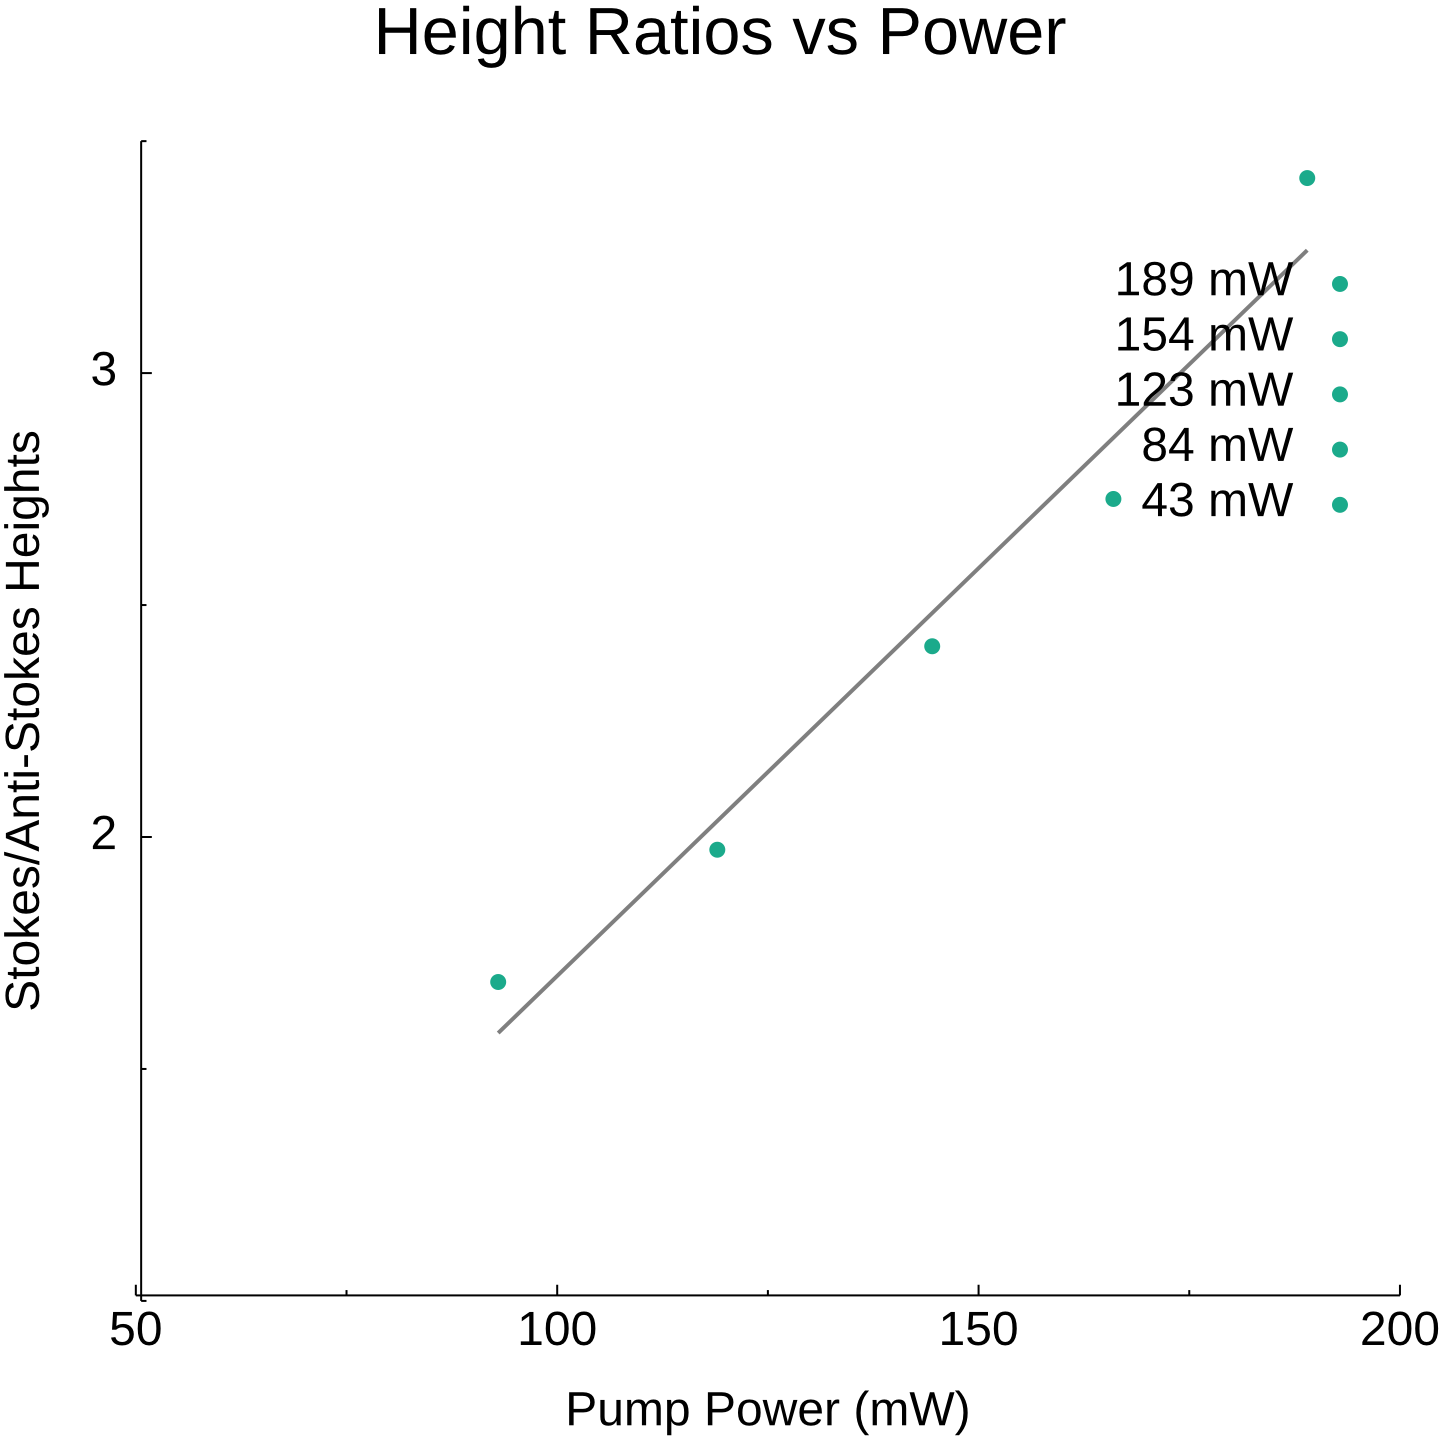 Height Ratios vs Power
Stokes/Anti-Stokes Heights
3
2
189 mW
154 mW
123 mW
84 mW
43 mW
50
100
150
200
Pump Power (mW)